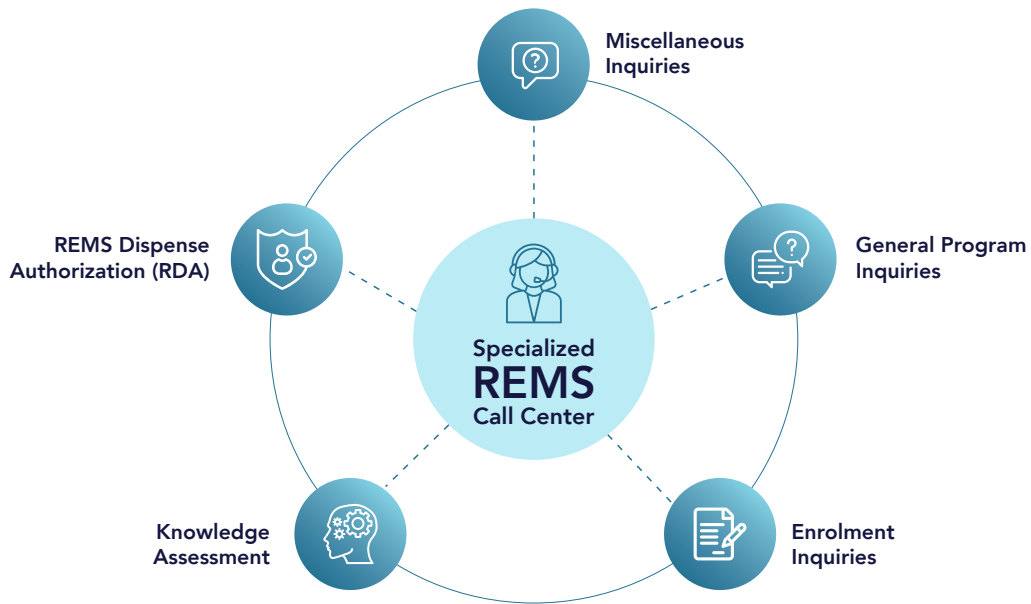 Miscellaneous
Inquiries
REMS Dispense
Authorization (RDA)
General Program
Inquiries
Specialized
REMS
Call Center
Knowledge
Assessment
Enrolment
Inquiries